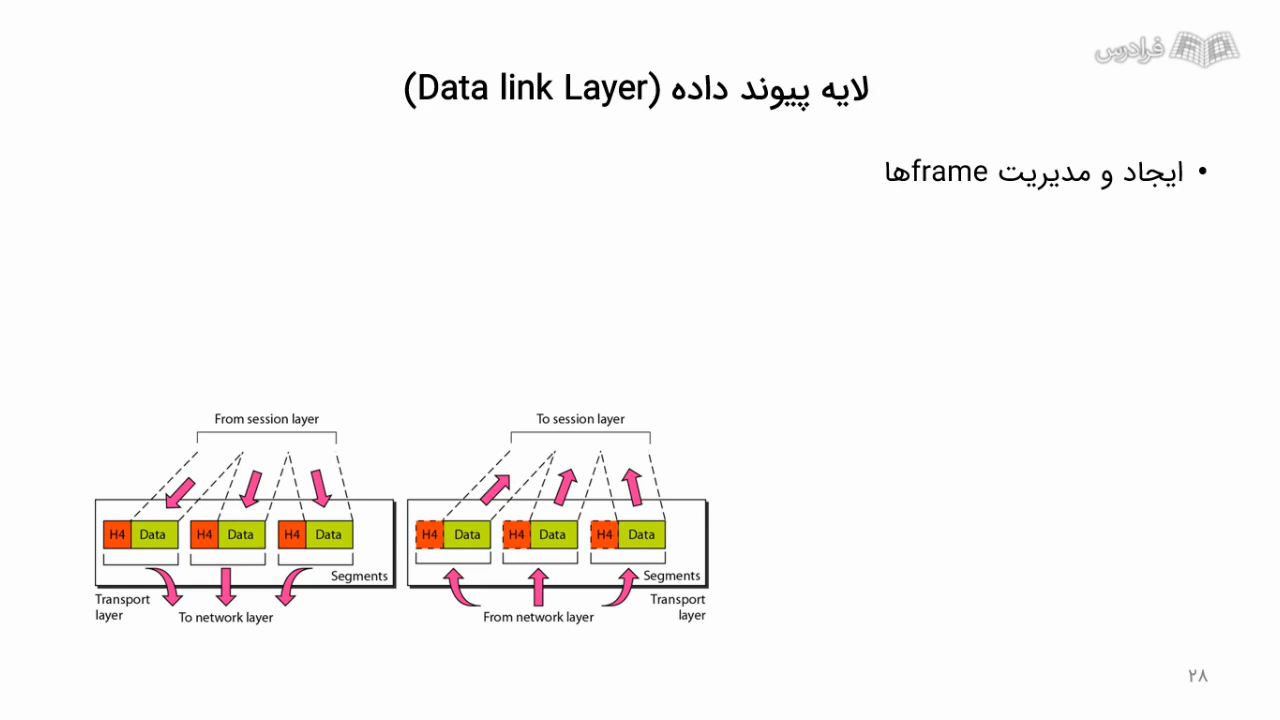 فرادرس
لایه پیوند داده (Data link Layer)
• ایجاد و مدیریت frameها
From session layer
H4 Data H4 Data H4 Data
Segments
Transport layer
To network layer
To session layer
H4 Data H4 Data H4 Data
Segments
Transport layer
From network layer
۲۸